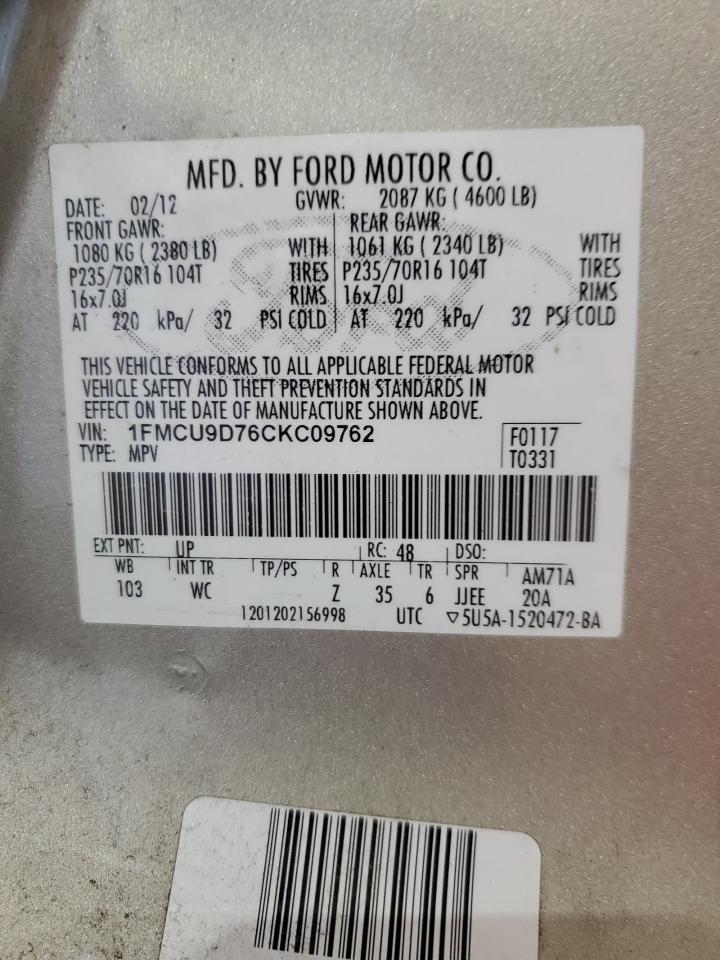 MFD. BY FORD MOTOR CO.
DATE: 02/12 GVWR: 2087 KG ( 4600 LB)
FRONT GAWR: REAR GAWR:
1080 KG ( 2380 LB) WITH 1061 KG ( 2340 LB) WITH
P235/70R16 104T TIRES P235/70R16 104T TIRES
16x7.0J RIMS 16x7.0J RIMS
AT 220 kPa/ 32 PSI COLD AT 220 kPa/ 32 PSI COLD
THIS VEHICLE CONFORMS TO ALL APPLICABLE FEDERAL MOTOR
VEHICLE SAFETY AND THEFT PREVENTION STANDARDS IN
EFFECT ON THE DATE OF MANUFACTURE SHOWN ABOVE.
VIN: 1FMCU9D76CKC09762 F0117
TYPE: MPV T0331
EXT PNT: UP RC: 48 DSO:
WB INT TR TP/PS R AXLE TR SPR AM71A
103 WC Z 35 6 JJEE 20A
1201202156998 UTC ▽5U5A-1520472-BA